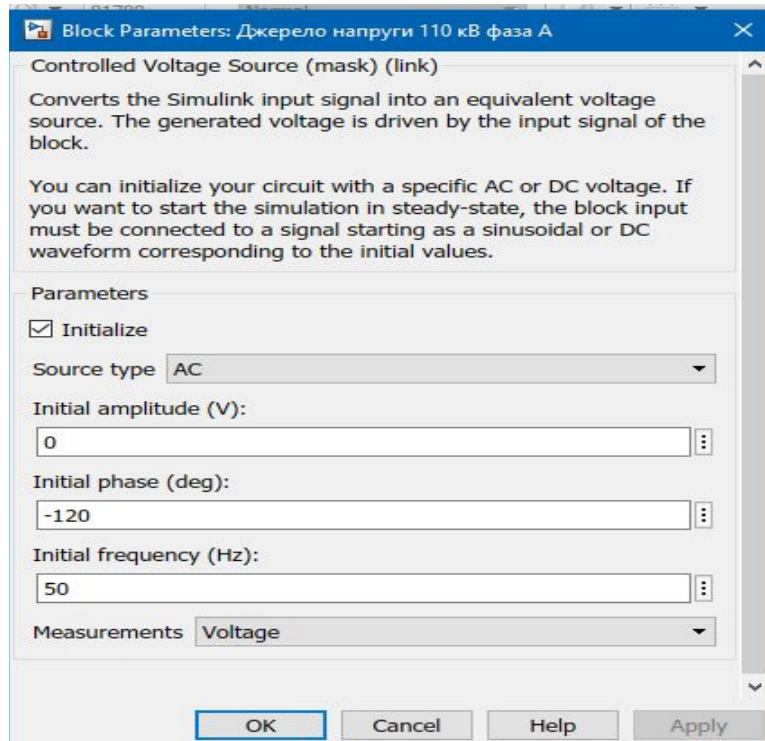 Block Parameters: Джерело напруги 110 кВ фаза А
Controlled Voltage Source (mask) (link)
Converts the Simulink input signal into an equivalent voltage
source. The generated voltage is driven by the input signal of the
block.
You can initialize your circuit with a specific AC or DC voltage. If
you want to start the simulation in steady-state, the block input
must be connected to a signal starting as a sinusoidal or DC
waveform corresponding to the initial values.
Parameters
Initialize
Source type AC
Initial amplitude (V):
0
Initial phase (deg):
-120
Initial frequency (Hz):
50
Measurements Voltage
OK Cancel Help Apply